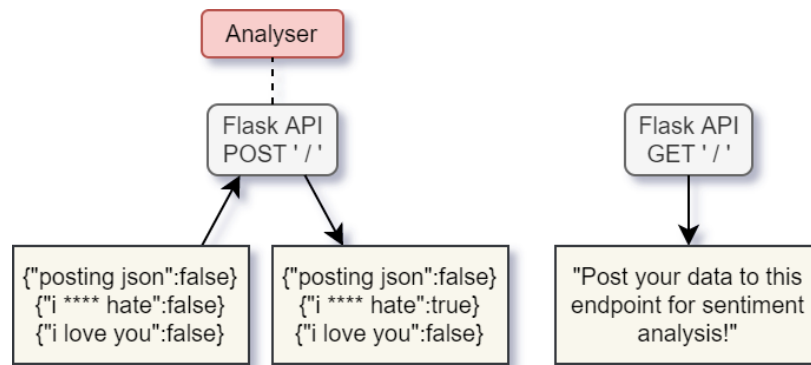 Analyser
Flask API
POST ' / '
Flask API
GET ' / '
{"posting json":false}
{"i **** hate":false}
{"i love you":false}
{"posting json":false}
{"i **** hate":true}
{"i love you":false}
"Post your data to this
endpoint for sentiment
analysis!"